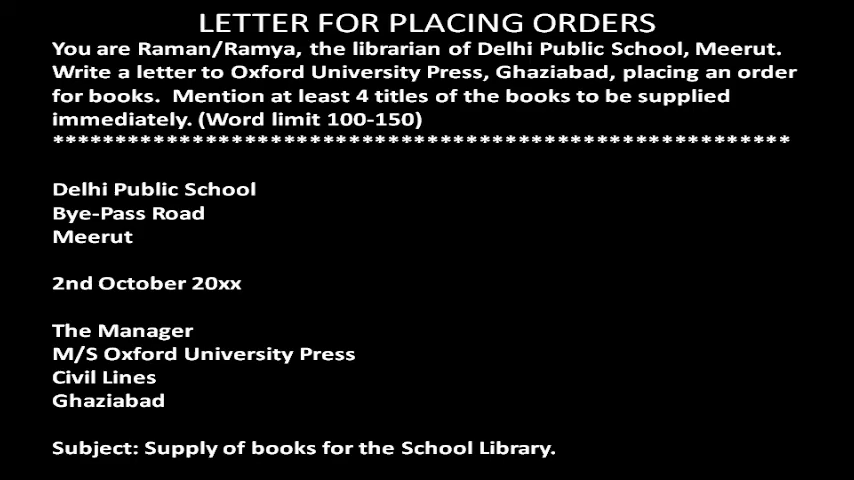 LETTER FOR PLACING ORDERS
You are Raman/Ramya, the librarian of Delhi Public School, Meerut.
Write a letter to Oxford University Press, Ghaziabad, placing an order
for books.  Mention at least 4 titles of the books to be supplied
immediately. (Word limit 100-150)
***********************************************************
Delhi Public School
Bye-Pass Road
Meerut
2nd October 20xx
The Manager
M/S Oxford University Press
Civil Lines
Ghaziabad
Subject: Supply of books for the School Library.